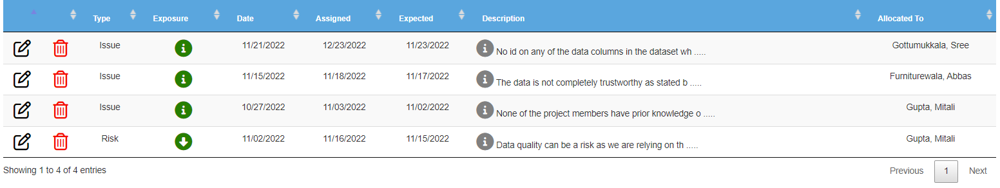 Type Exposure Date Assigned Expected Description Allocated To
Issue 11/21/2022 12/23/2022 11/23/2022 No id on any of the data columns in the dataset wh ..... Gottumukkala, Sree
Issue 11/15/2022 11/18/2022 11/17/2022 The data is not completely trustworthy as stated b ..... Furniturewala, Abbas
Issue 10/27/2022 11/03/2022 11/02/2022 None of the project members have prior knowledge o ..... Gupta, Mitali
Risk 11/02/2022 11/16/2022 11/15/2022 Data quality can be a risk as we are relying on th ..... Gupta, Mitali
Showing 1 to 4 of 4 entries Previous 1 Next